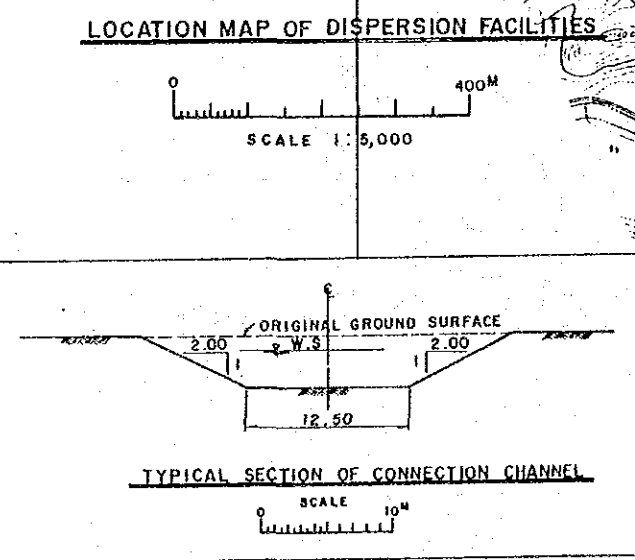 LOCATION MAP OF DISPERSION FACILITIES
0 400M
SCALE 1:5,000
℄
ORIGINAL GROUND SURFACE
2.00 W.S 2.00
1 1
12.50
TYPICAL SECTION OF CONNECTION CHANNEL
SCALE
0 10M